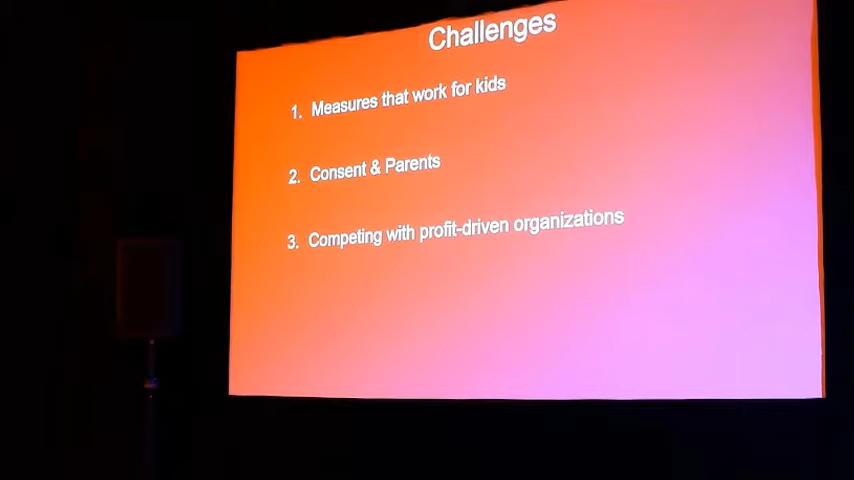 Challenges
1. Measures that work for kids
2. Consent & Parents
3. Competing with profit-driven organizations